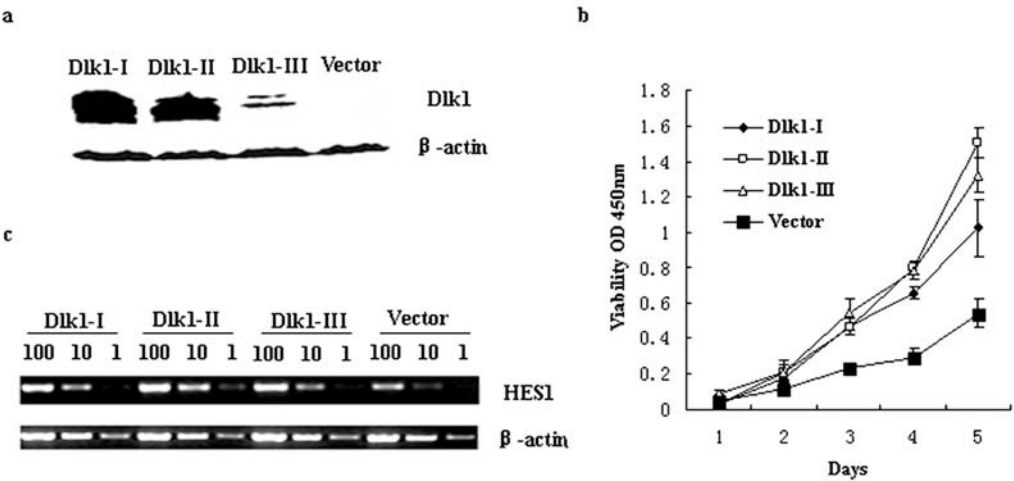 a
Dlk1-I Dlk1-II Dlk1-III Vector
Dlk1
β-actin
b
1.8
1.6
1.4
1.2
1
0.8
0.6
0.4
0.2
0
Viability OD 450nm
Dlk1-I
Dlk1-II
Dlk1-III
Vector
1 2 3 4 5
Days
c
Dlk1-I Dlk1-II Dlk1-III Vector
100 10 1 100 10 1 100 10 1 100 10 1
HES1
β-actin